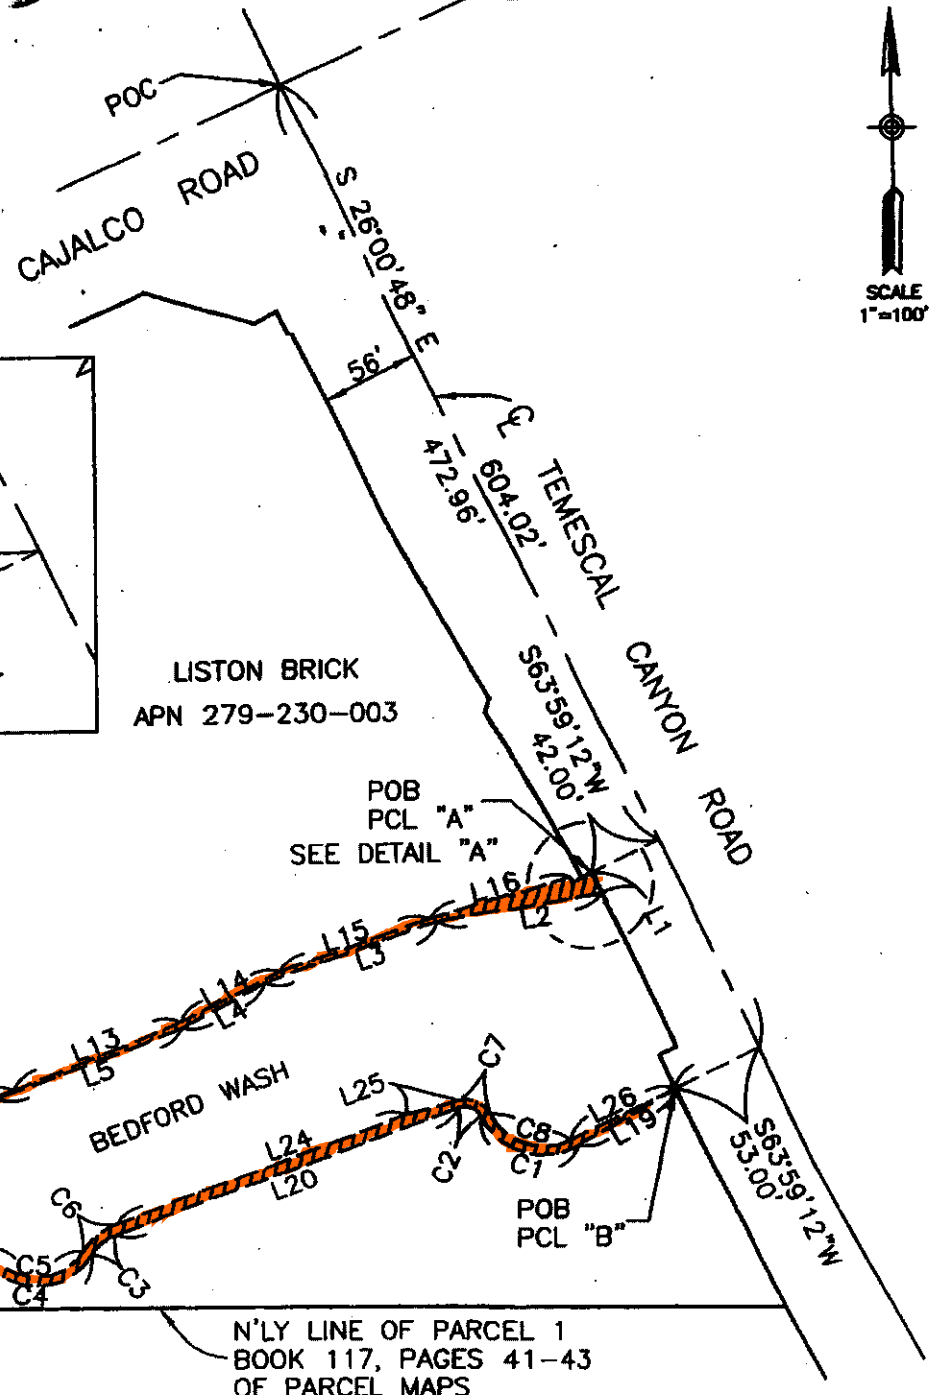 POC
CAJALCO ROAD
S 26°00'48" E
SCALE
1"=100'
56'
℄ TEMESCAL CANYON ROAD
472.96'
604.02'
LISTON BRICK
APN 279-230-003
S63°59'12"W
42.00'
POB
PCL "A"
SEE DETAIL "A"
L16
L2
L1
L15
L3
L14
L4
L13
L5
BEDFORD WASH
L25
C7
L26
L19
C8
C1
C2
L24
L20
S63°59'12"W
53.00'
POB
PCL "B"
C6
C3
C5
C4
N'LY LINE OF PARCEL 1
BOOK 117, PAGES 41-43
OF PARCEL MAPS